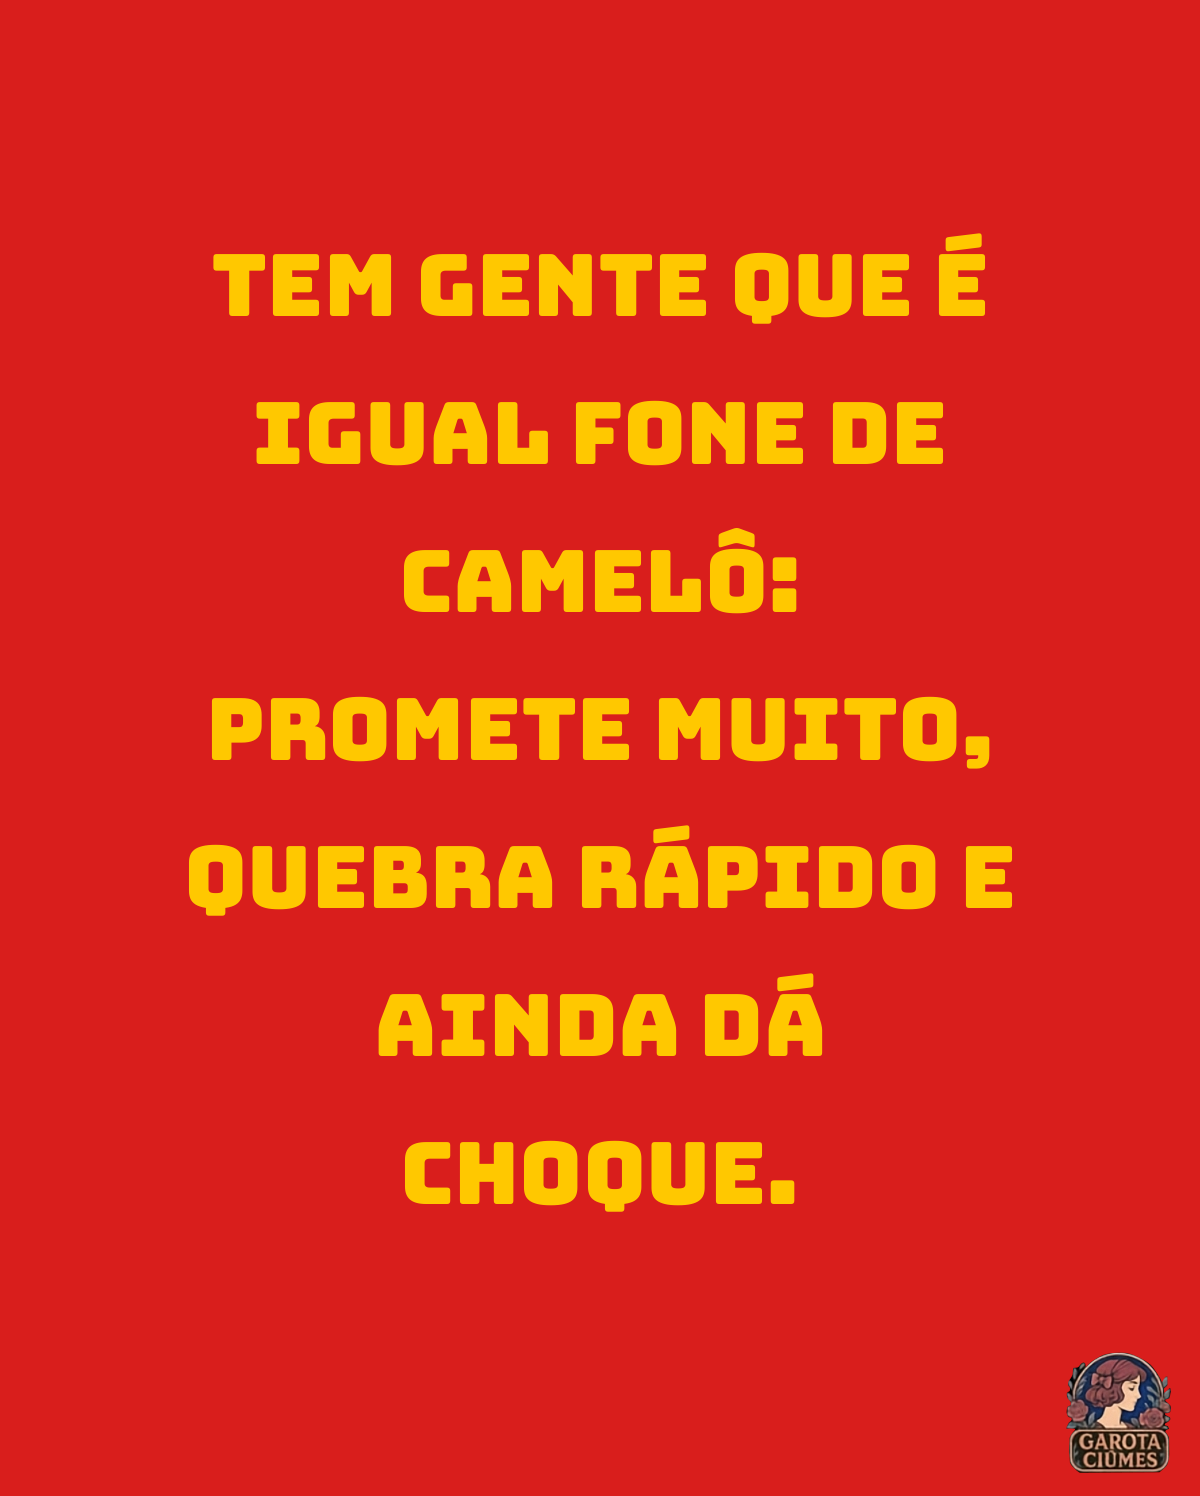 TEM GENTE QUE É
IGUAL FONE DE
CAMELÔ:
PROMETE MUITO,
QUEBRA RÁPIDO E
AINDA DÁ
CHOQUE.
GAROTA
CIÚMES